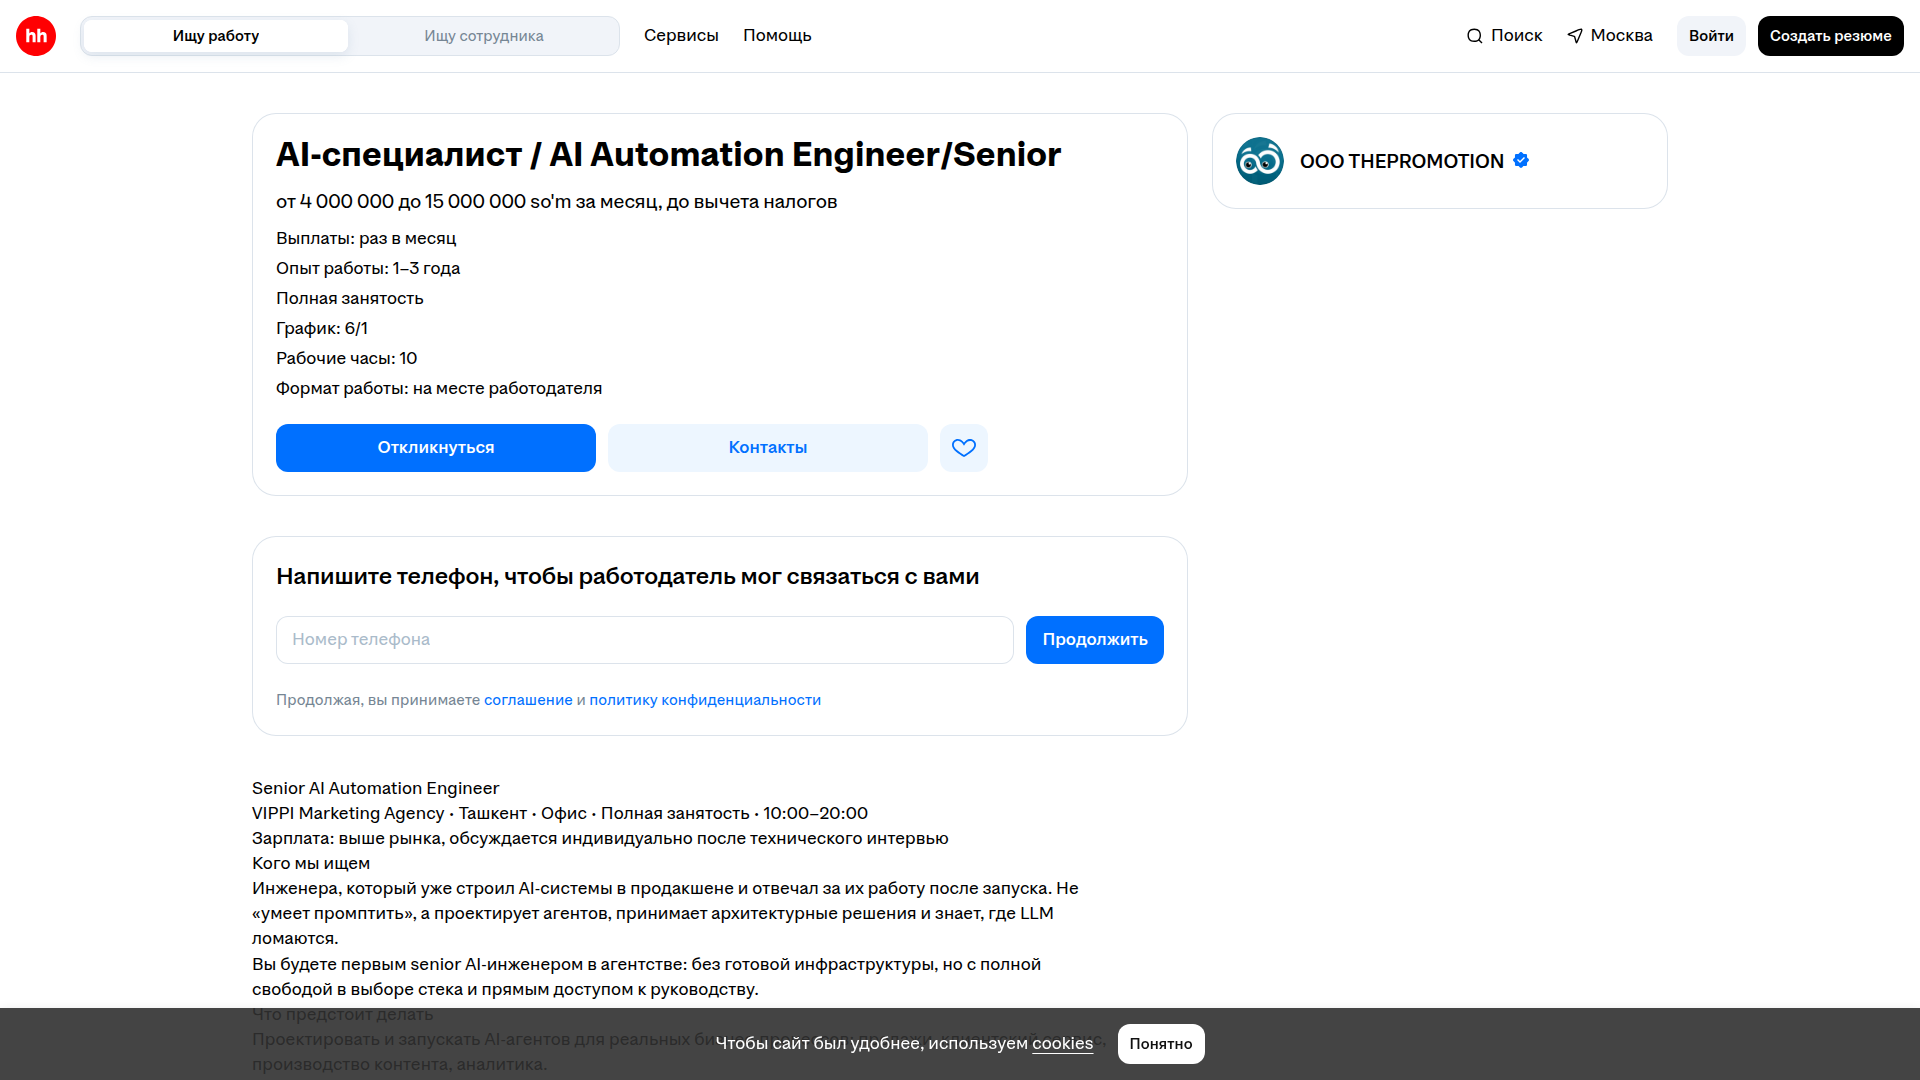 hh
Ищу работу
Ищу сотрудника
Сервисы
Помощь
Поиск
Москва
Войти
Создать резюме
AI-специалист / AI Automation Engineer/Senior
от 4 000 000 до 15 000 000 so'm за месяц, до вычета налогов
Выплаты: раз в месяц
Опыт работы: 1–3 года
Полная занятость
График: 6/1
Рабочие часы: 10
Формат работы: на месте работодателя
Откликнуться
Контакты
ООО THEPROMOTION
Напишите телефон, чтобы работодатель мог связаться с вами
Номер телефона
Продолжить
Продолжая, вы принимаете соглашение и политику конфиденциальности
Senior AI Automation Engineer
VIPPI Marketing Agency • Ташкент • Офис • Полная занятость • 10:00–20:00
Зарплата: выше рынка, обсуждается индивидуально после технического интервью
Кого мы ищем
Инженера, который уже строил AI-системы в продакшене и отвечал за их работу после запуска. Не
«умеет промптить», а проектирует агентов, принимает архитектурные решения и знает, где LLM
ломаются.
Вы будете первым senior AI-инженером в агентстве: без готовой инфраструктуры, но с полной
свободой в выборе стека и прямым доступом к руководству.
Что предстоит делать
Проектировать и запускать AI-агентов для реальных
производство контента, аналитика.
Чтобы сайт был удобнее, используем cookies
Понятно